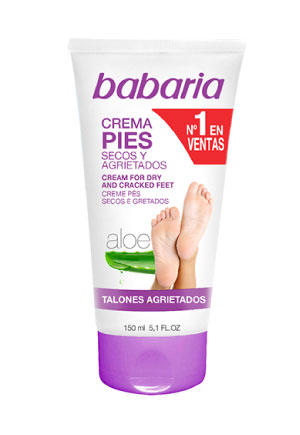 babaria
Nº1 EN
VENTAS
CREMA
PIES
SECOS Y
AGRIETADOS
CREAM FOR DRY
AND CRACKED FEET
CREME PÉS
SECOS E GRETADOS
aloe
TALONES AGRIETADOS
150 ml 5,1 FL.OZ